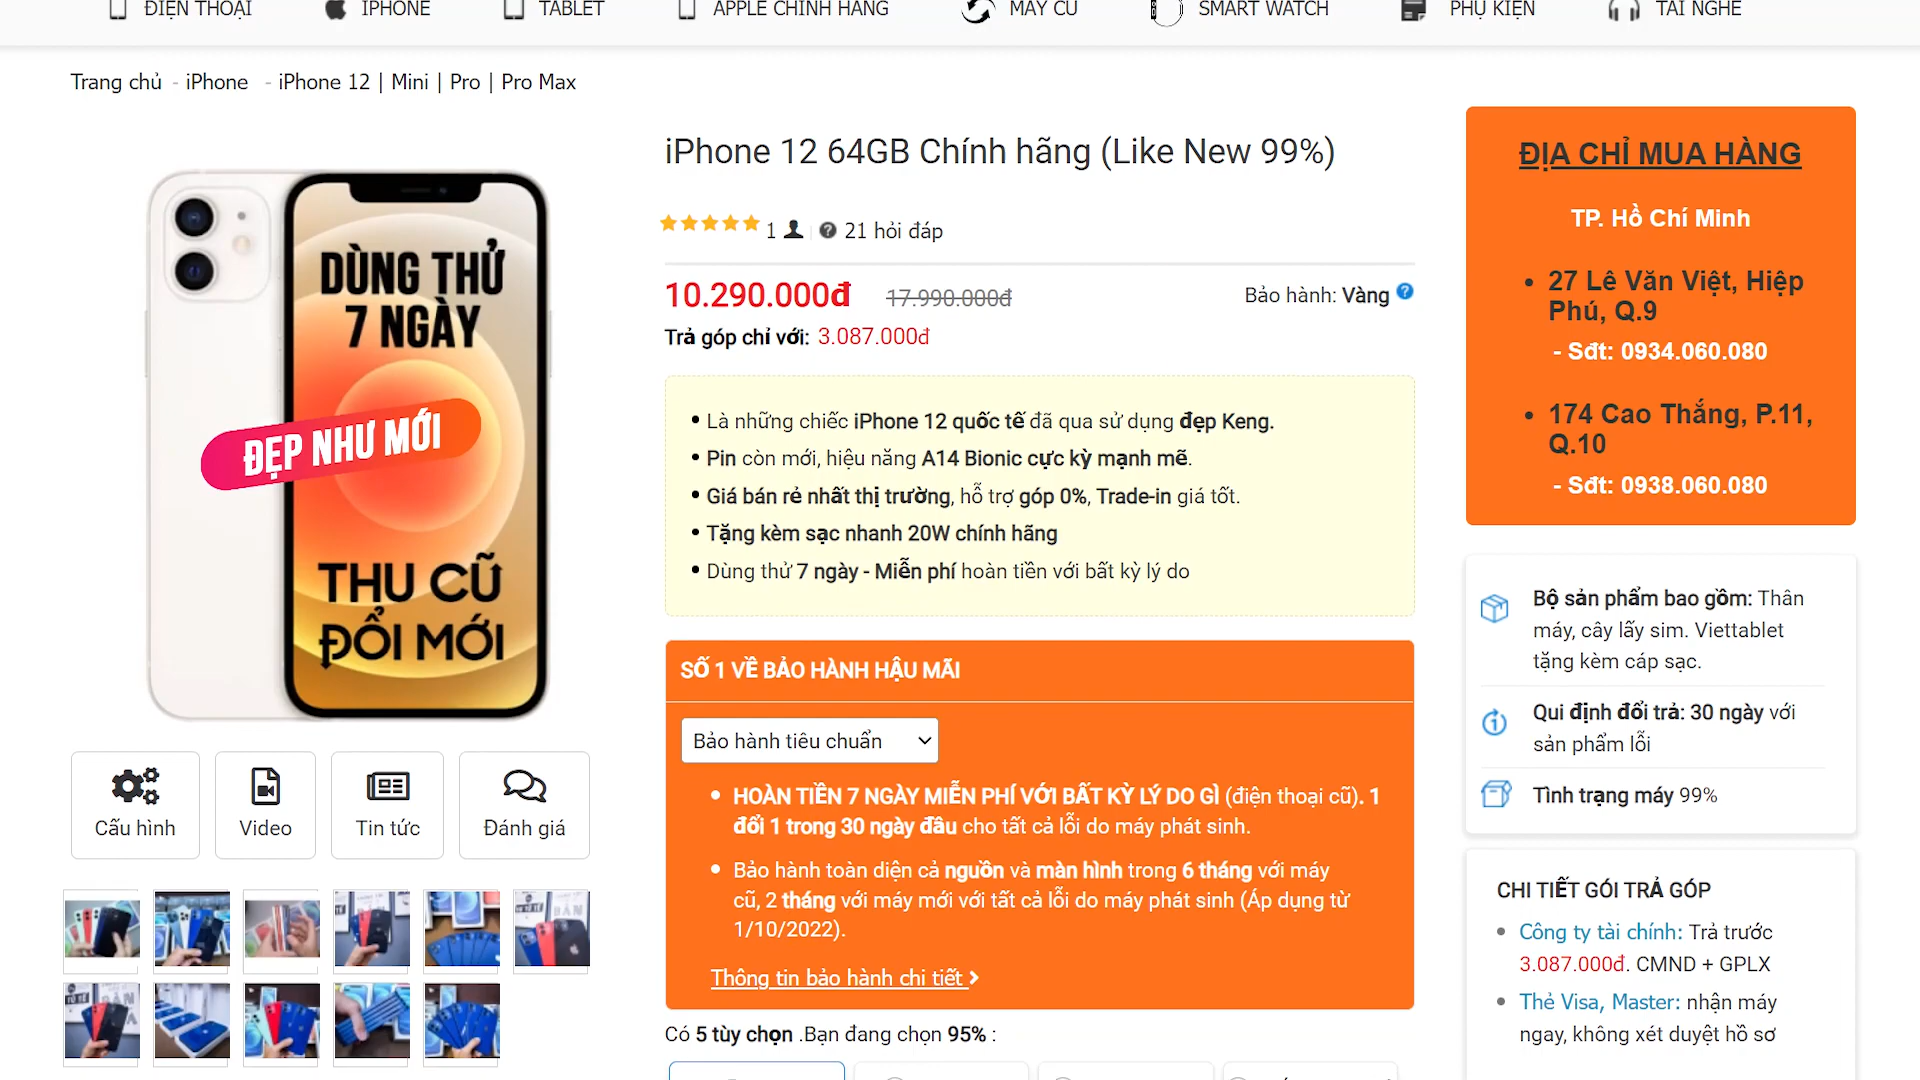 ĐIỆN THOẠI IPHONE TABLET APPLE CHÍNH HÃNG MÁY CŨ SMART WATCH PHỤ KIỆN TAI NGHE
Trang chủ - iPhone - iPhone 12 | Mini | Pro | Pro Max
DÙNG THỬ
7 NGÀY
ĐẸP NHƯ MỚI
THU CŨ
ĐỔI MỚI
Cấu hình
Video
Tin tức
Đánh giá
iPhone 12 64GB Chính hãng (Like New 99%)
1 21 hỏi đáp
10.290.000đ 17.990.000đ
Bảo hành: Vàng
Trả góp chỉ với: 3.087.000đ
• Là những chiếc iPhone 12 quốc tế đã qua sử dụng đẹp Keng.
• Pin còn mới, hiệu năng A14 Bionic cực kỳ mạnh mẽ.
• Giá bán rẻ nhất thị trường, hỗ trợ góp 0%, Trade-in giá tốt.
• Tặng kèm sạc nhanh 20W chính hãng
• Dùng thử 7 ngày - Miễn phí hoàn tiền với bất kỳ lý do
SỐ 1 VỀ BẢO HÀNH HẬU MÃI
Bảo hành tiêu chuẩn
• HOÀN TIỀN 7 NGÀY MIỄN PHÍ VỚI BẤT KỲ LÝ DO GÌ (điện thoại cũ). 1
đổi 1 trong 30 ngày đầu cho tất cả lỗi do máy phát sinh.
• Bảo hành toàn diện cả nguồn và màn hình trong 6 tháng với máy
cũ, 2 tháng với máy mới với tất cả lỗi do máy phát sinh (Áp dụng từ
1/10/2022).
Thông tin bảo hành chi tiết
Có 5 tùy chọn .Bạn đang chọn 95% :
ĐỊA CHỈ MUA HÀNG
TP. Hồ Chí Minh
• 27 Lê Văn Việt, Hiệp
Phú, Q.9
- Sđt: 0934.060.080
• 174 Cao Thắng, P.11,
Q.10
- Sđt: 0938.060.080
Bộ sản phẩm bao gồm: Thân
máy, cây lấy sim. Viettablet
tặng kèm cáp sạc.
Qui định đổi trả: 30 ngày với
sản phẩm lỗi
Tình trạng máy 99%
CHI TIẾT GÓI TRẢ GÓP
• Công ty tài chính: Trả trước
3.087.000đ. CMND + GPLX
• Thẻ Visa, Master: nhận máy
ngay, không xét duyệt hồ sơ